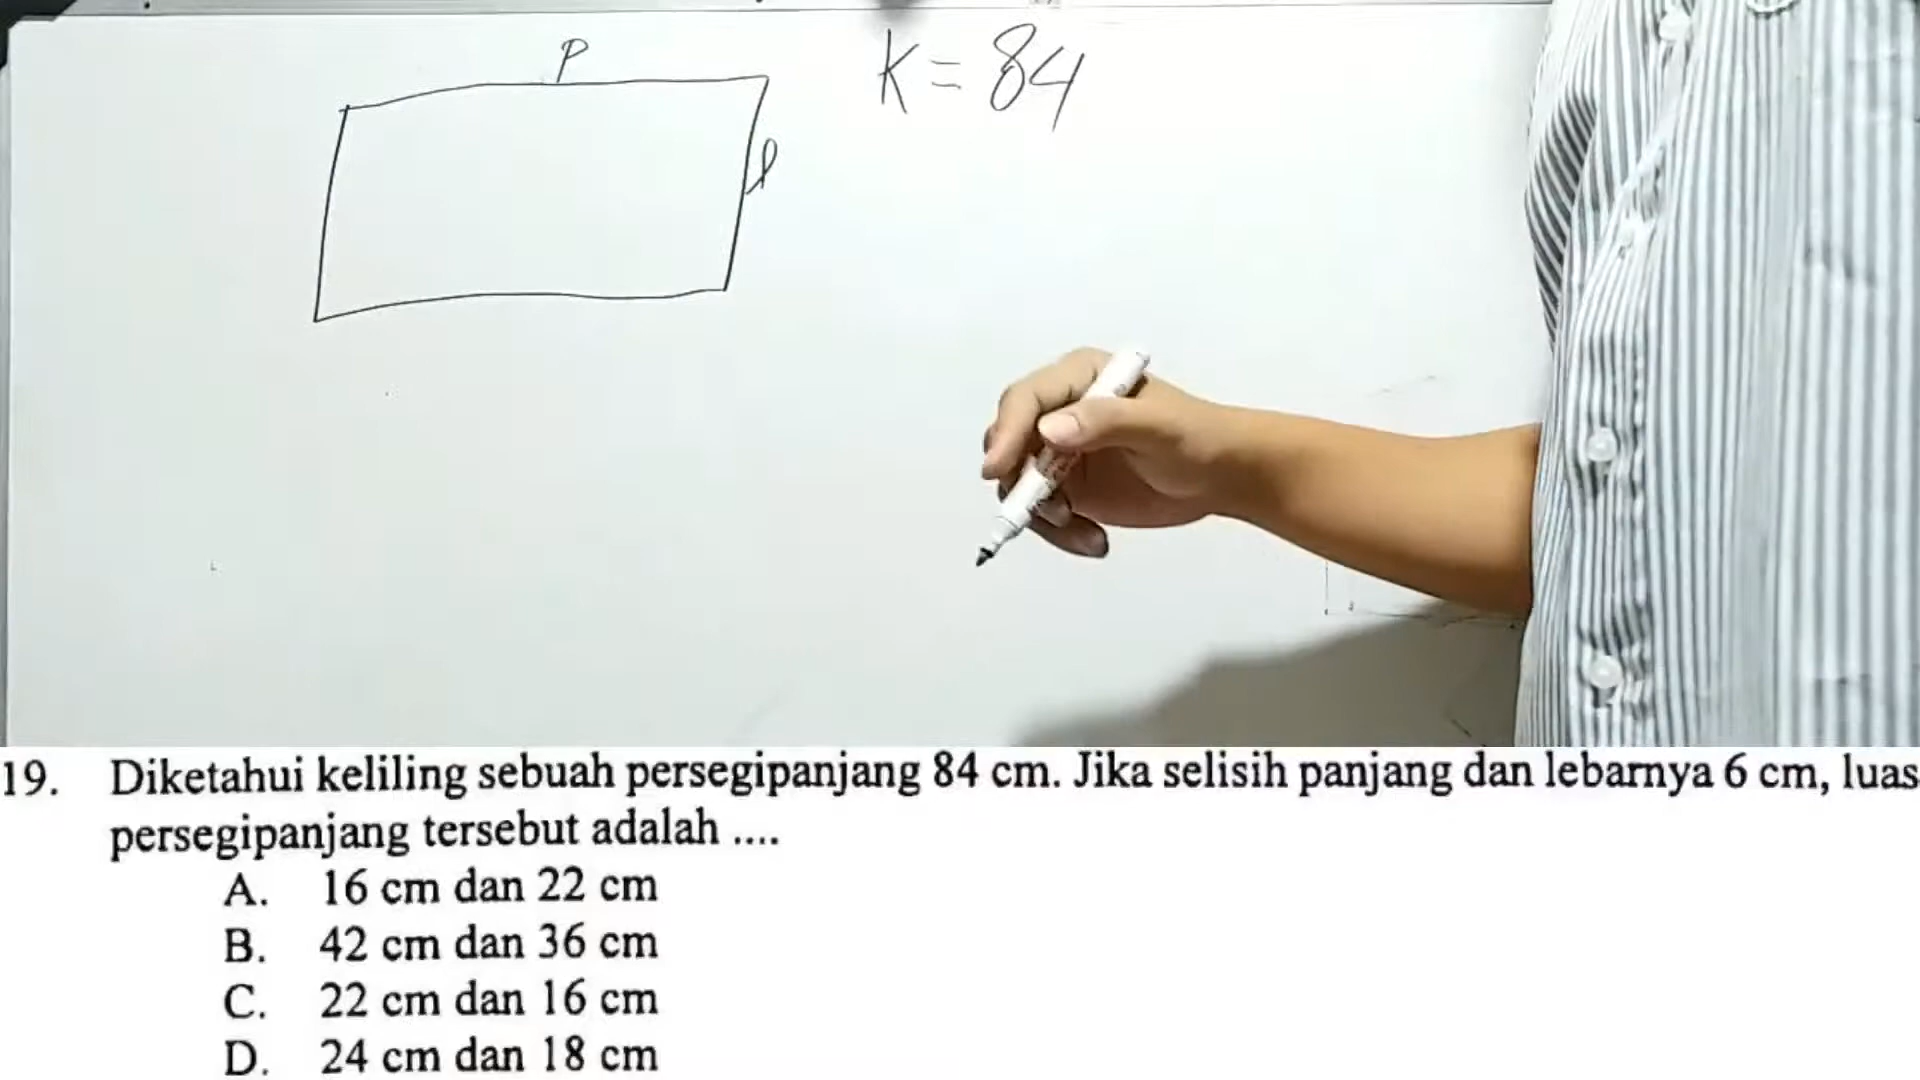 P
K = 84
l
19. Diketahui keliling sebuah persegipanjang 84 cm. Jika selisih panjang dan lebarnya 6 cm, luas
persegipanjang tersebut adalah ....
A. 16 cm dan 22 cm
B. 42 cm dan 36 cm
C. 22 cm dan 16 cm
D. 24 cm dan 18 cm